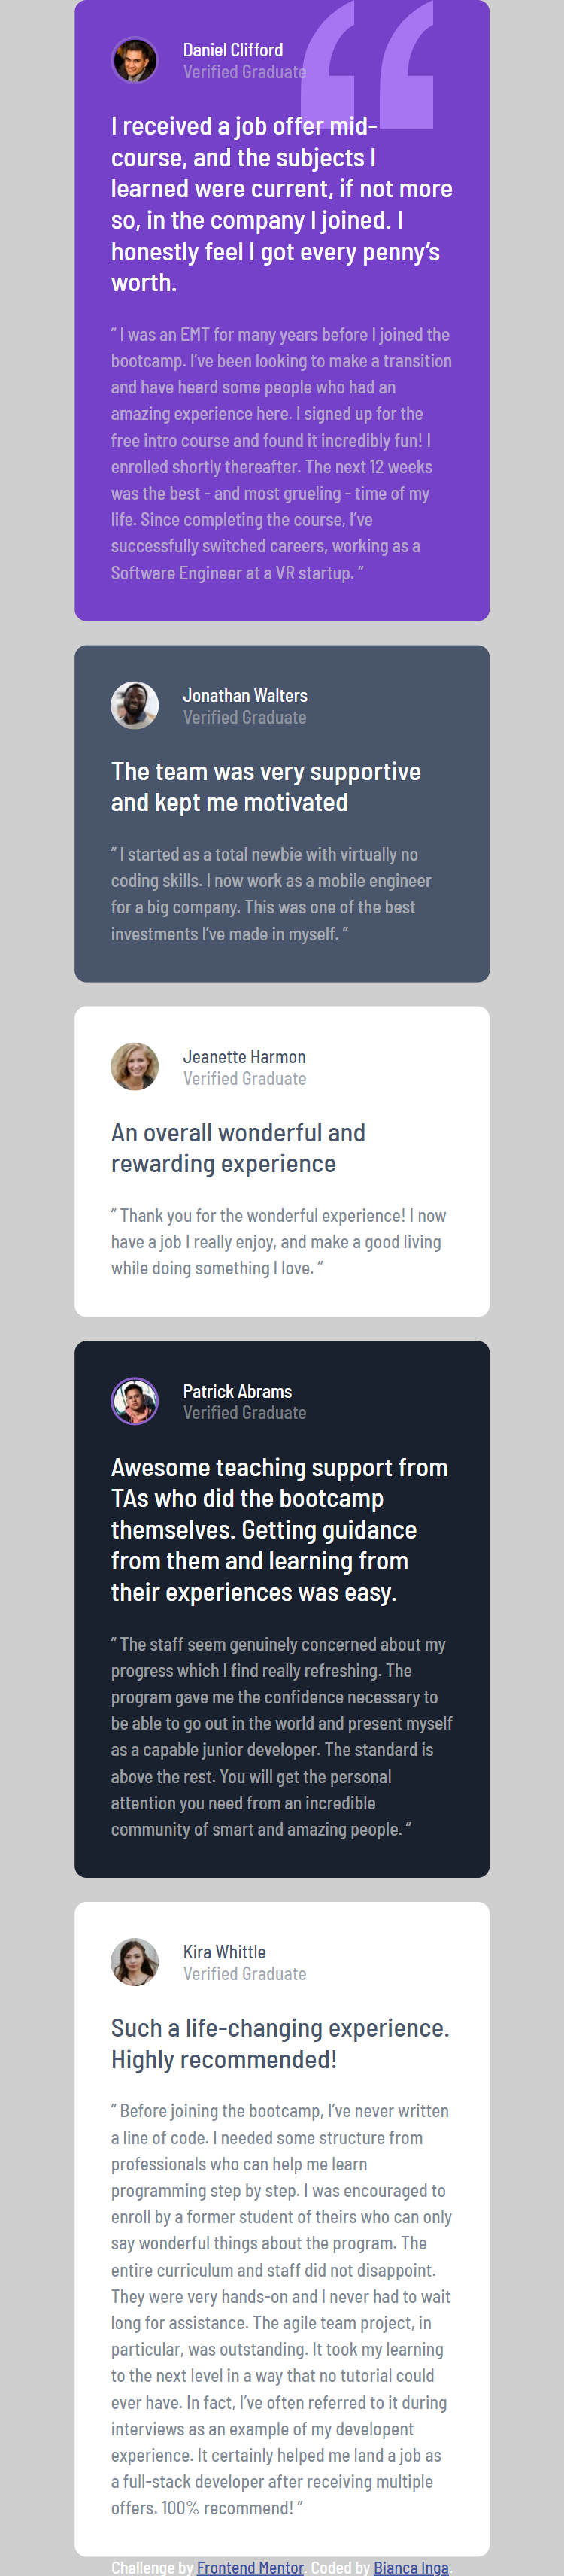 Daniel Clifford
Verified Graduate
I received a job offer mid-
course, and the subjects I
learned were current, if not more
so, in the company I joined. I
honestly feel I got every penny’s
worth.
“ I was an EMT for many years before I joined the
bootcamp. I’ve been looking to make a transition
and have heard some people who had an
amazing experience here. I signed up for the
free intro course and found it incredibly fun! I
enrolled shortly thereafter. The next 12 weeks
was the best - and most grueling - time of my
life. Since completing the course, I’ve
successfully switched careers, working as a
Software Engineer at a VR startup. ”
Jonathan Walters
Verified Graduate
The team was very supportive
and kept me motivated
“ I started as a total newbie with virtually no
coding skills. I now work as a mobile engineer
for a big company. This was one of the best
investments I’ve made in myself. ”
Jeanette Harmon
Verified Graduate
An overall wonderful and
rewarding experience
“ Thank you for the wonderful experience! I now
have a job I really enjoy, and make a good living
while doing something I love. ”
Patrick Abrams
Verified Graduate
Awesome teaching support from
TAs who did the bootcamp
themselves. Getting guidance
from them and learning from
their experiences was easy.
“ The staff seem genuinely concerned about my
progress which I find really refreshing. The
program gave me the confidence necessary to
be able to go out in the world and present myself
as a capable junior developer. The standard is
above the rest. You will get the personal
attention you need from an incredible
community of smart and amazing people. ”
Kira Whittle
Verified Graduate
Such a life-changing experience.
Highly recommended!
“ Before joining the bootcamp, I’ve never written
a line of code. I needed some structure from
professionals who can help me learn
programming step by step. I was encouraged to
enroll by a former student of theirs who can only
say wonderful things about the program. The
entire curriculum and staff did not disappoint.
They were very hands-on and I never had to wait
long for assistance. The agile team project, in
particular, was outstanding. It took my learning
to the next level in a way that no tutorial could
ever have. In fact, I’ve often referred to it during
interviews as an example of my developent
experience. It certainly helped me land a job as
a full-stack developer after receiving multiple
offers. 100% recommend! ”
Challenge by Frontend Mentor. Coded by Bianca Inga.